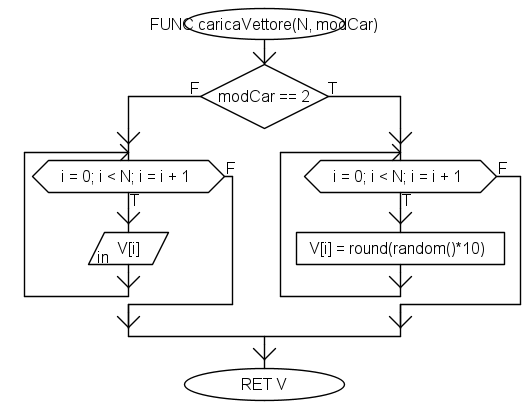 FUNC caricaVettore(N, modCar)
F
modCar == 2
T
i = 0; i < N; i = i + 1
F
T
in V[i]
i = 0; i < N; i = i + 1
F
T
V[i] = round(random()*10)
RET V